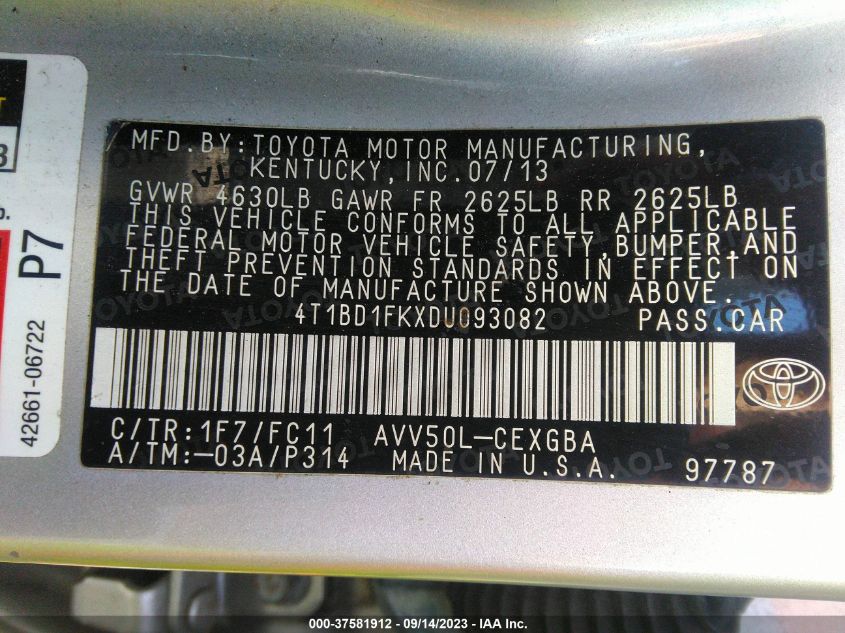 MFD.BY:TOYOTA MOTOR MANUFACTURING,
KENTUCKY,INC.07/13
GVWR 4630LB GAWR FR 2625LB RR 2625LB
THIS VEHICLE CONFORMS TO ALL APPLICABLE
FEDERAL MOTOR VEHICLE SAFETY,BUMPER,AND
THEFT PREVENTION STANDARDS IN EFFECT ON
THE DATE OF MANUFACTURE SHOWN ABOVE.
4T1BD1FKXDU093082 PASS.CAR
C/TR:1F7/FC11 AVV50L-CEXGBA
A/TM:-03A/P314 MADE IN U.S.A. 97787
P7
42661-06722
000-37581912 - 09/14/2023 - IAA Inc.